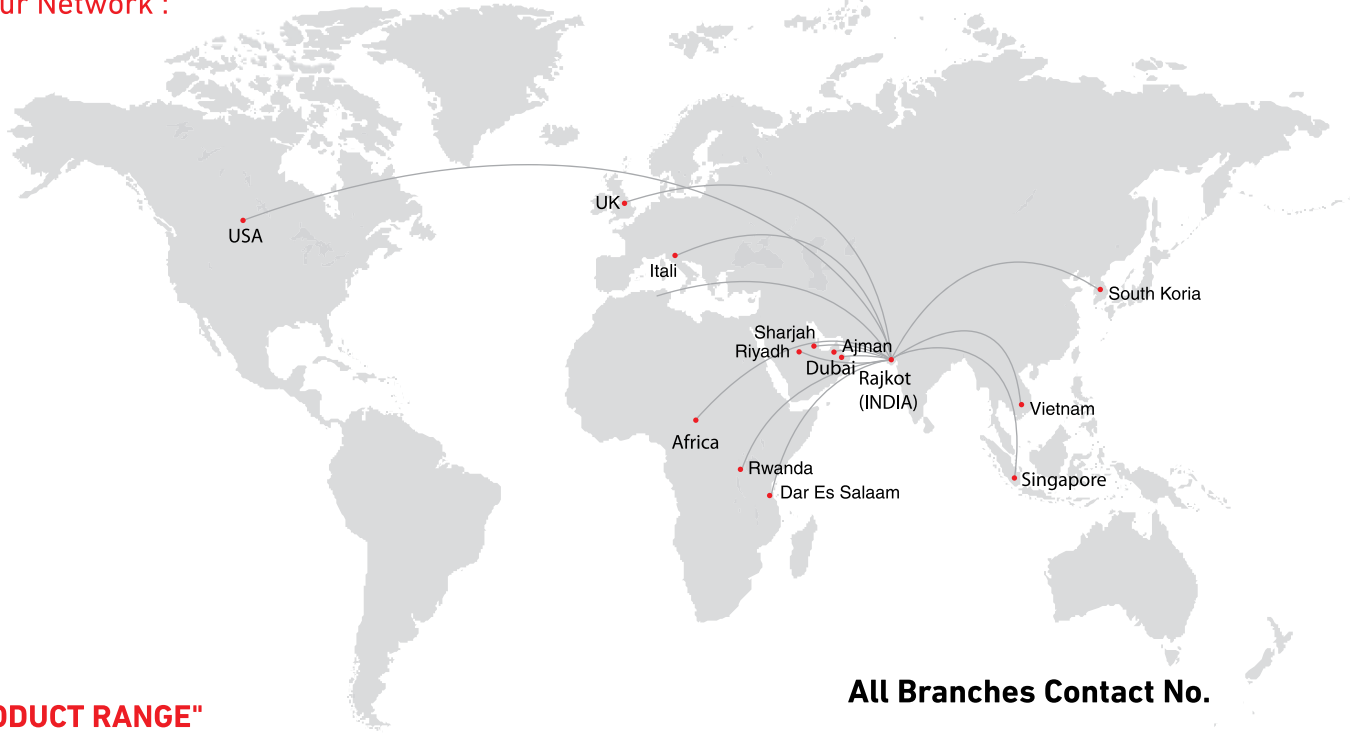 ur Network :
UK
USA
Itali
South Koria
Sharjah
Riyadh
Ajman
Dubai
Rajkot
(INDIA)
Vietnam
Africa
Rwanda
Singapore
Dar Es Salaam
All Branches Contact No.
ODUCT RANGE"